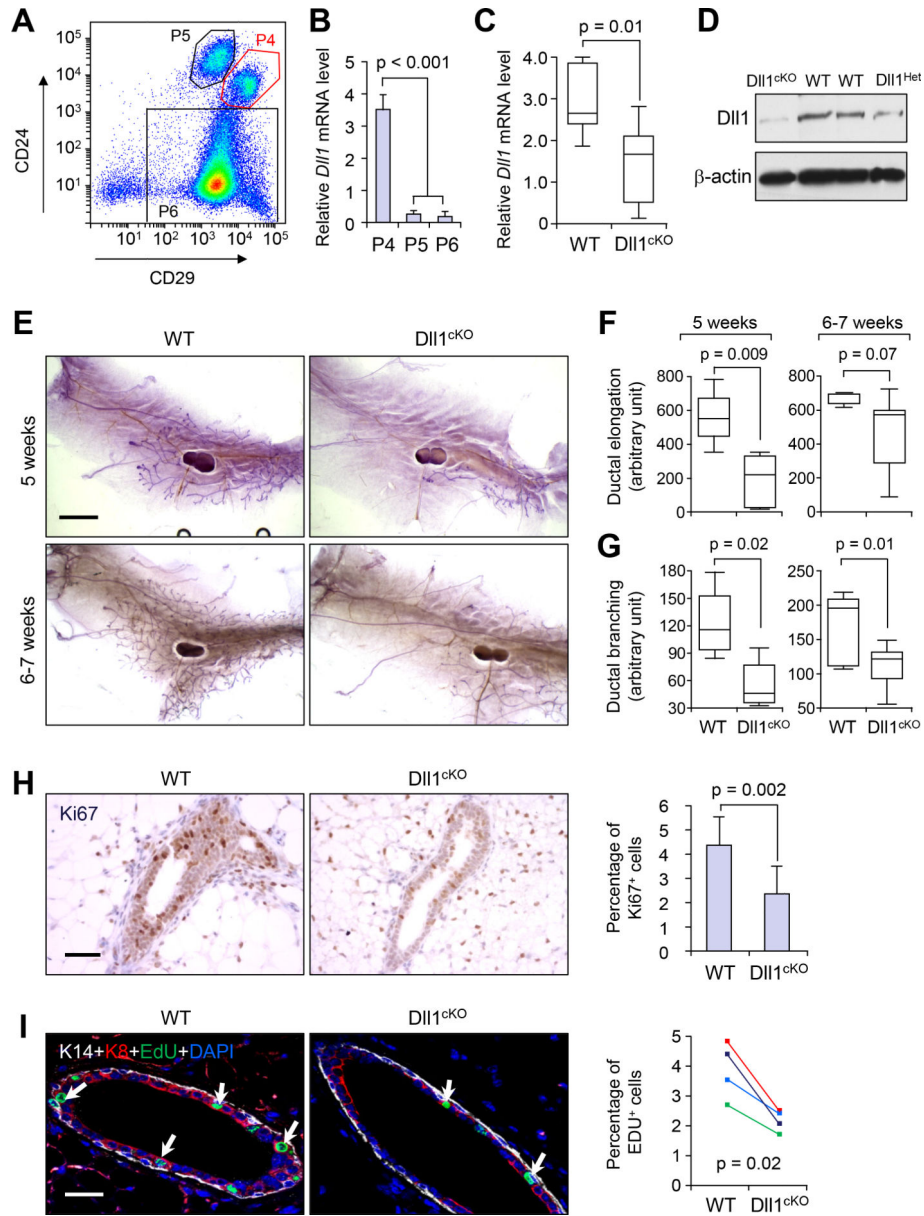 A
CD24
10⁵
10⁴
10³
10²
10¹
P5
P4
P6
10¹ 10² 10³ 10⁴ 10⁵
CD29
B
Relative Dll1 mRNA level
p < 0.001
5
4
3
2
1
0
P4 P5 P6
C
Relative Dll1 mRNA level
p = 0.01
4.0
3.0
2.0
1.0
0
WT Dll1ᶜᴷᴼ
D
Dll1ᶜᴷᴼ WT WT Dll1ᴴᵉᵗ
Dll1
β-actin
E
WT Dll1ᶜᴷᴼ
5 weeks
6-7 weeks
F
5 weeks 6-7 weeks
Ductal elongation
(arbitrary unit)
p = 0.009
800
600
400
200
0
p = 0.07
800
600
400
200
0
G
Ductal branching
(arbitrary unit)
p = 0.02
180
150
120
90
60
30
WT Dll1ᶜᴷᴼ
p = 0.01
250
200
150
100
50
WT Dll1ᶜᴷᴼ
H
WT Dll1ᶜᴷᴼ
Ki67
Percentage of
Ki67⁺ cells
p = 0.002
6
5
4
3
2
1
0
WT Dll1ᶜᴷᴼ
I
WT Dll1ᶜᴷᴼ
K14+K8+EdU+DAPI
Percentage of
EDU⁺ cells
5
4
3
2
1
0
p = 0.02
WT Dll1ᶜᴷᴼ